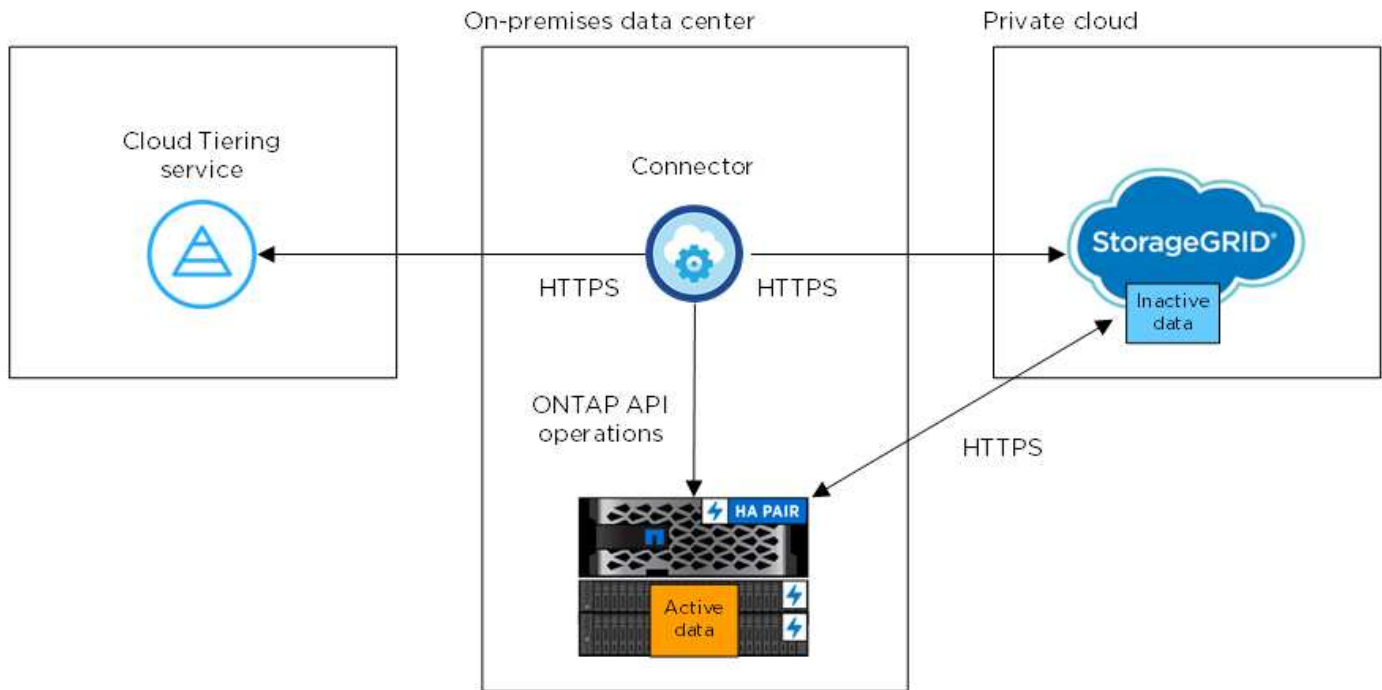 On-premises data center
Private cloud
Cloud Tiering
service
Connector
StorageGRID®
Inactive
data
HTTPS
HTTPS
ONTAP API
operations
HTTPS
HA PAIR
Active
data